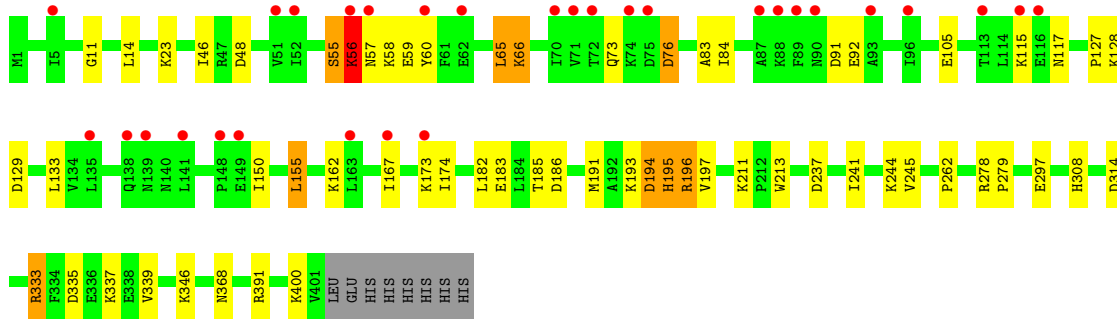 M1 I5 G11 L14 K23 I46 R47 D48 V51 I52 S55 K56 N57 K58 E59 Y60 F61 E62 L65 K66 I70 V71 T72 Q73 K74 D75 D76 A83 I84 A87 K88 F89 N90 D91 E92 A93 I96 E105 T113 L114 K115 E116 N117 P127 K128
D129 L133 V134 L135 Q138 N139 N140 L141 P148 E149 I150 L155 K162 L163 I167 K173 I174 L182 E183 L184 T185 D186 M191 A192 K193 D194 H195 R196 V197 K211 P212 W213 D237 I241 K244 V245 P262 R278 P279 E297 H308 D314
R333 F334 D335 E336 K337 E338 V339 K346 N368 R391 K400 V401 LEU GLU HIS HIS HIS HIS HIS HIS